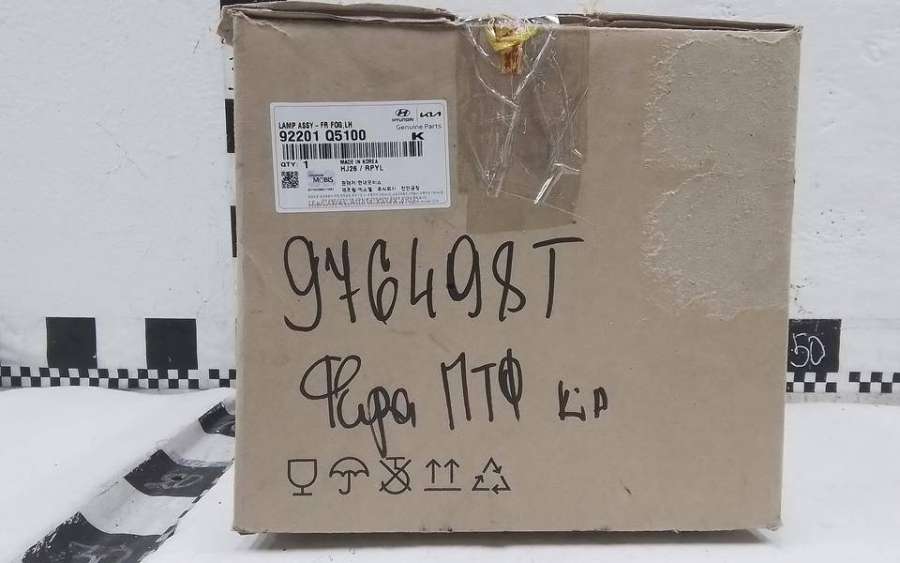 LAMP ASSY - FR FOG,LH
92201 Q5100
HYUNDAI KIA
Genuine Parts
K
QTY. 1
MADE IN KOREA
HJ26 / RPYL
MOBIS
976498T
Фара ПТФ
50